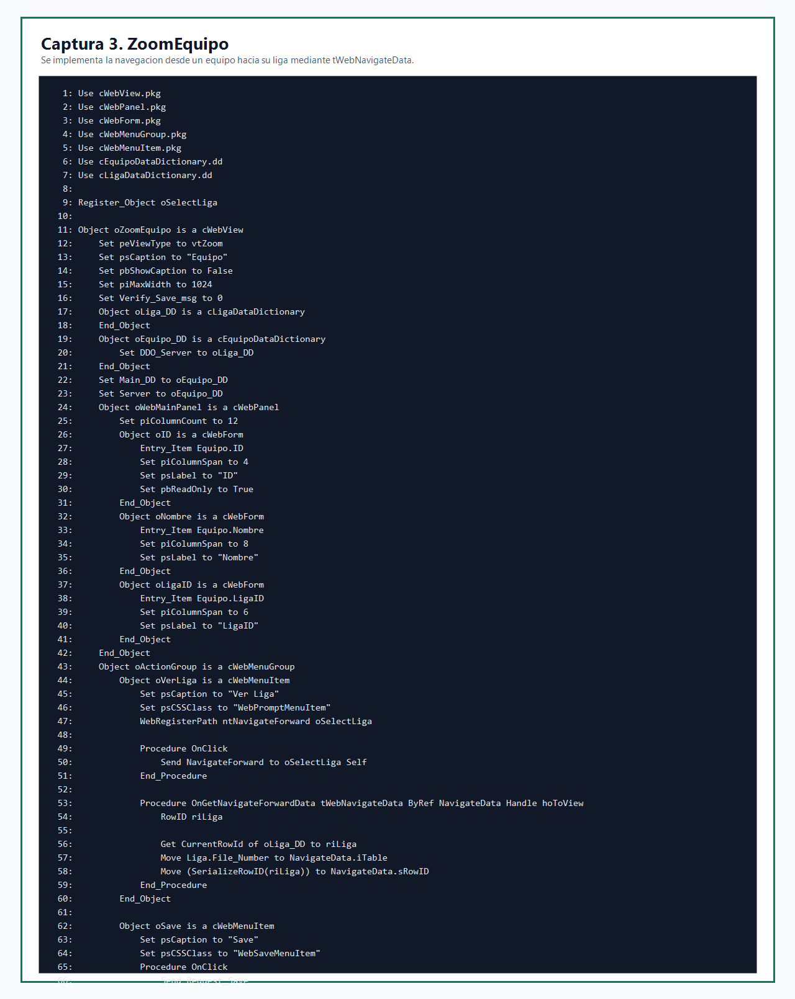 Captura 3. ZoomEquipo
Se implementa la navegacion desde un equipo hacia su liga mediante tWebNavigateData.
1: Use cWebView.pkg
2: Use cWebPanel.pkg
3: Use cWebForm.pkg
4: Use cWebMenuGroup.pkg
5: Use cWebMenuItem.pkg
6: Use cEquipoDataDictionary.dd
7: Use cLigaDataDictionary.dd
8:
9: Register_Object oSelectLiga
10:
11: Object oZoomEquipo is a cWebView
12:     Set peViewType to vtZoom
13:     Set psCaption to "Equipo"
14:     Set pbShowCaption to False
15:     Set piMaxWidth to 1024
16:     Set Verify_Save_msg to 0
17:     Object oLiga_DD is a cLigaDataDictionary
18:     End_Object
19:     Object oEquipo_DD is a cEquipoDataDictionary
20:         Set DDO_Server to oLiga_DD
21:     End_Object
22:     Set Main_DD to oEquipo_DD
23:     Set Server to oEquipo_DD
24:     Object oWebMainPanel is a cWebPanel
25:         Set piColumnCount to 12
26:         Object oID is a cWebForm
27:             Entry_Item Equipo.ID
28:             Set piColumnSpan to 4
29:             Set psLabel to "ID"
30:             Set pbReadOnly to True
31:         End_Object
32:         Object oNombre is a cWebForm
33:             Entry_Item Equipo.Nombre
34:             Set piColumnSpan to 8
35:             Set psLabel to "Nombre"
36:         End_Object
37:         Object oLigaID is a cWebForm
38:             Entry_Item Equipo.LigaID
39:             Set piColumnSpan to 6
40:             Set psLabel to "LigaID"
41:         End_Object
42:     End_Object
43:     Object oActionGroup is a cWebMenuGroup
44:         Object oVerLiga is a cWebMenuItem
45:             Set psCaption to "Ver Liga"
46:             Set psCSSClass to "WebPromptMenuItem"
47:             WebRegisterPath ntNavigateForward oSelectLiga
48:
49:             Procedure OnClick
50:                 Send NavigateForward to oSelectLiga Self
51:             End_Procedure
52:
53:             Procedure OnGetNavigateForwardData tWebNavigateData ByRef NavigateData Handle hoToView
54:                 RowID riLiga
55:
56:                 Get CurrentRowId of oLiga_DD to riLiga
57:                 Move Liga.File_Number to NavigateData.iTable
58:                 Move (SerializeRowID(riLiga)) to NavigateData.sRowID
59:             End_Procedure
60:         End_Object
61:
62:         Object oSave is a cWebMenuItem
63:             Set psCaption to "Save"
64:             Set psCSSClass to "WebSaveMenuItem"
65:             Procedure OnClick
66:                 Send Request_Save